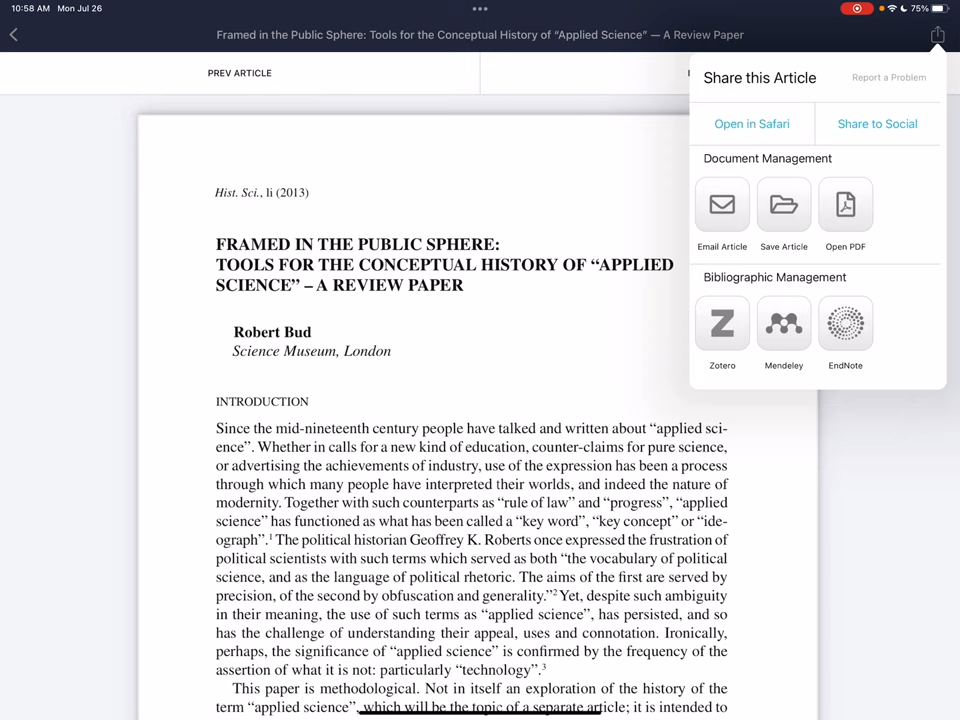 10:58 AM Mon Jul 26
75%
Framed in the Public Sphere: Tools for the Conceptual History of “Applied Science” — A Review Paper
PREV ARTICLE
Share this Article
Report a Problem
Open in Safari
Share to Social
Document Management
Email Article
Save Article
Open PDF
Bibliographic Management
Z
Zotero
Mendeley
EndNote
Hist. Sci., li (2013)
FRAMED IN THE PUBLIC SPHERE:
TOOLS FOR THE CONCEPTUAL HISTORY OF “APPLIED
SCIENCE” – A REVIEW PAPER
Robert Bud
Science Museum, London
INTRODUCTION
Since the mid-nineteenth century people have talked and written about “applied sci-
ence”. Whether in calls for a new kind of education, counter-claims for pure science,
or advertising the achievements of industry, use of the expression has been a process
through which many people have interpreted their worlds, and indeed the nature of
modernity. Together with such counterparts as “rule of law” and “progress”, “applied
science” has functioned as what has been called a “key word”, “key concept” or “ide-
ograph”.1 The political historian Geoffrey K. Roberts once expressed the frustration of
political scientists with such terms which served as both “the vocabulary of political
science, and as the language of political rhetoric. The aims of the first are served by
precision, of the second by obfuscation and generality.”2 Yet, despite such ambiguity
in their meaning, the use of such terms as “applied science”, has persisted, and so
has the challenge of understanding their appeal, uses and connotation. Ironically,
perhaps, the significance of “applied science” is confirmed by the frequency of the
assertion of what it is not: particularly “technology”.3
This paper is methodological. Not in itself an exploration of the history of the
term “applied science”, which will be the topic of a separate article; it is intended to